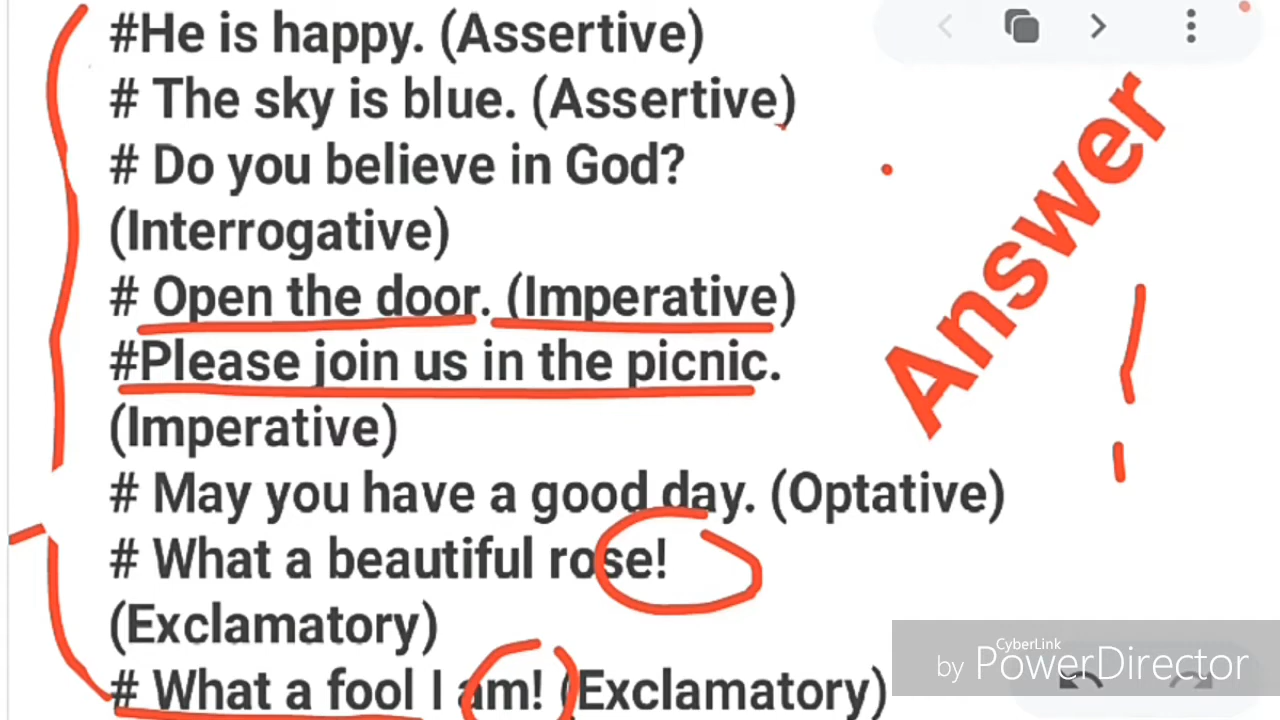 #He is happy. (Assertive)
# The sky is blue. (Assertive)
# Do you believe in God?
(Interrogative)
# Open the door. (Imperative)
#Please join us in the picnic.
(Imperative)
# May you have a good day. (Optative)
# What a beautiful rose!
(Exclamatory)
# What a fool I am! (Exclamatory)
Answer
!
CyberLink
by PowerDirector